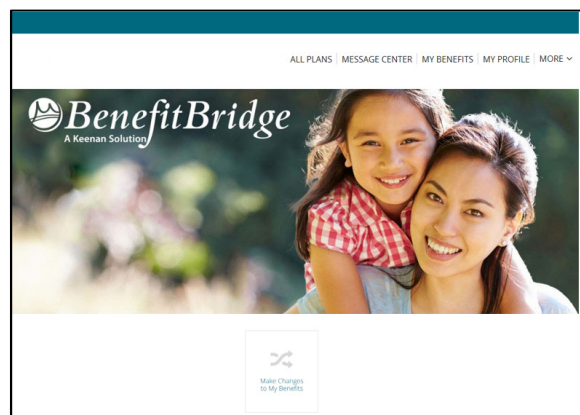 ALL PLANS MESSAGE CENTER MY BENEFITS MY PROFILE MORE
BenefitBridge
A Keenan Solution
Make Changes
to My Benefits